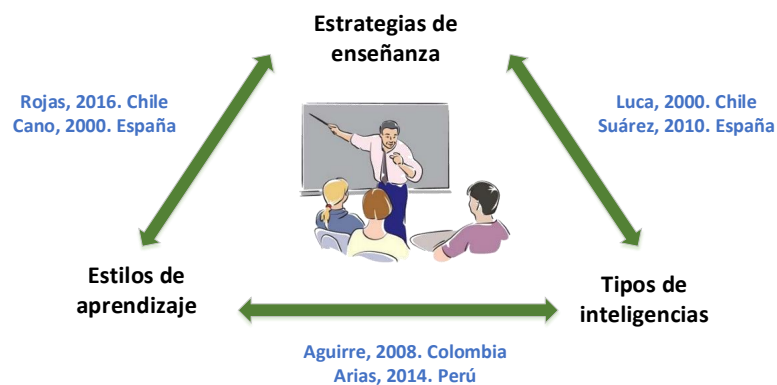 Estrategias de
enseñanza
Rojas, 2016. Chile
Cano, 2000. España
Luca, 2000. Chile
Suárez, 2010. España
Estilos de
aprendizaje
Tipos de
inteligencias
Aguirre, 2008. Colombia
Arias, 2014. Perú